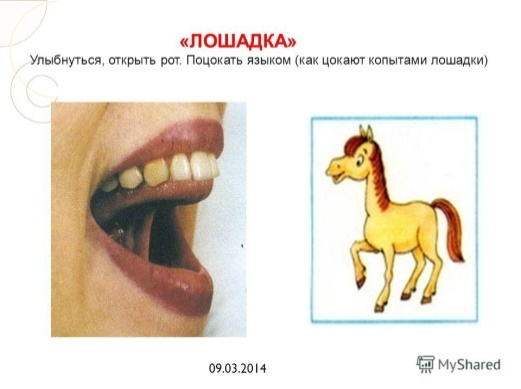 «ЛОШАДКА»
Улыбнуться, открыть рот. Поцокать языком (как цокают копытами лошадки)
09.03.2014
MyShared